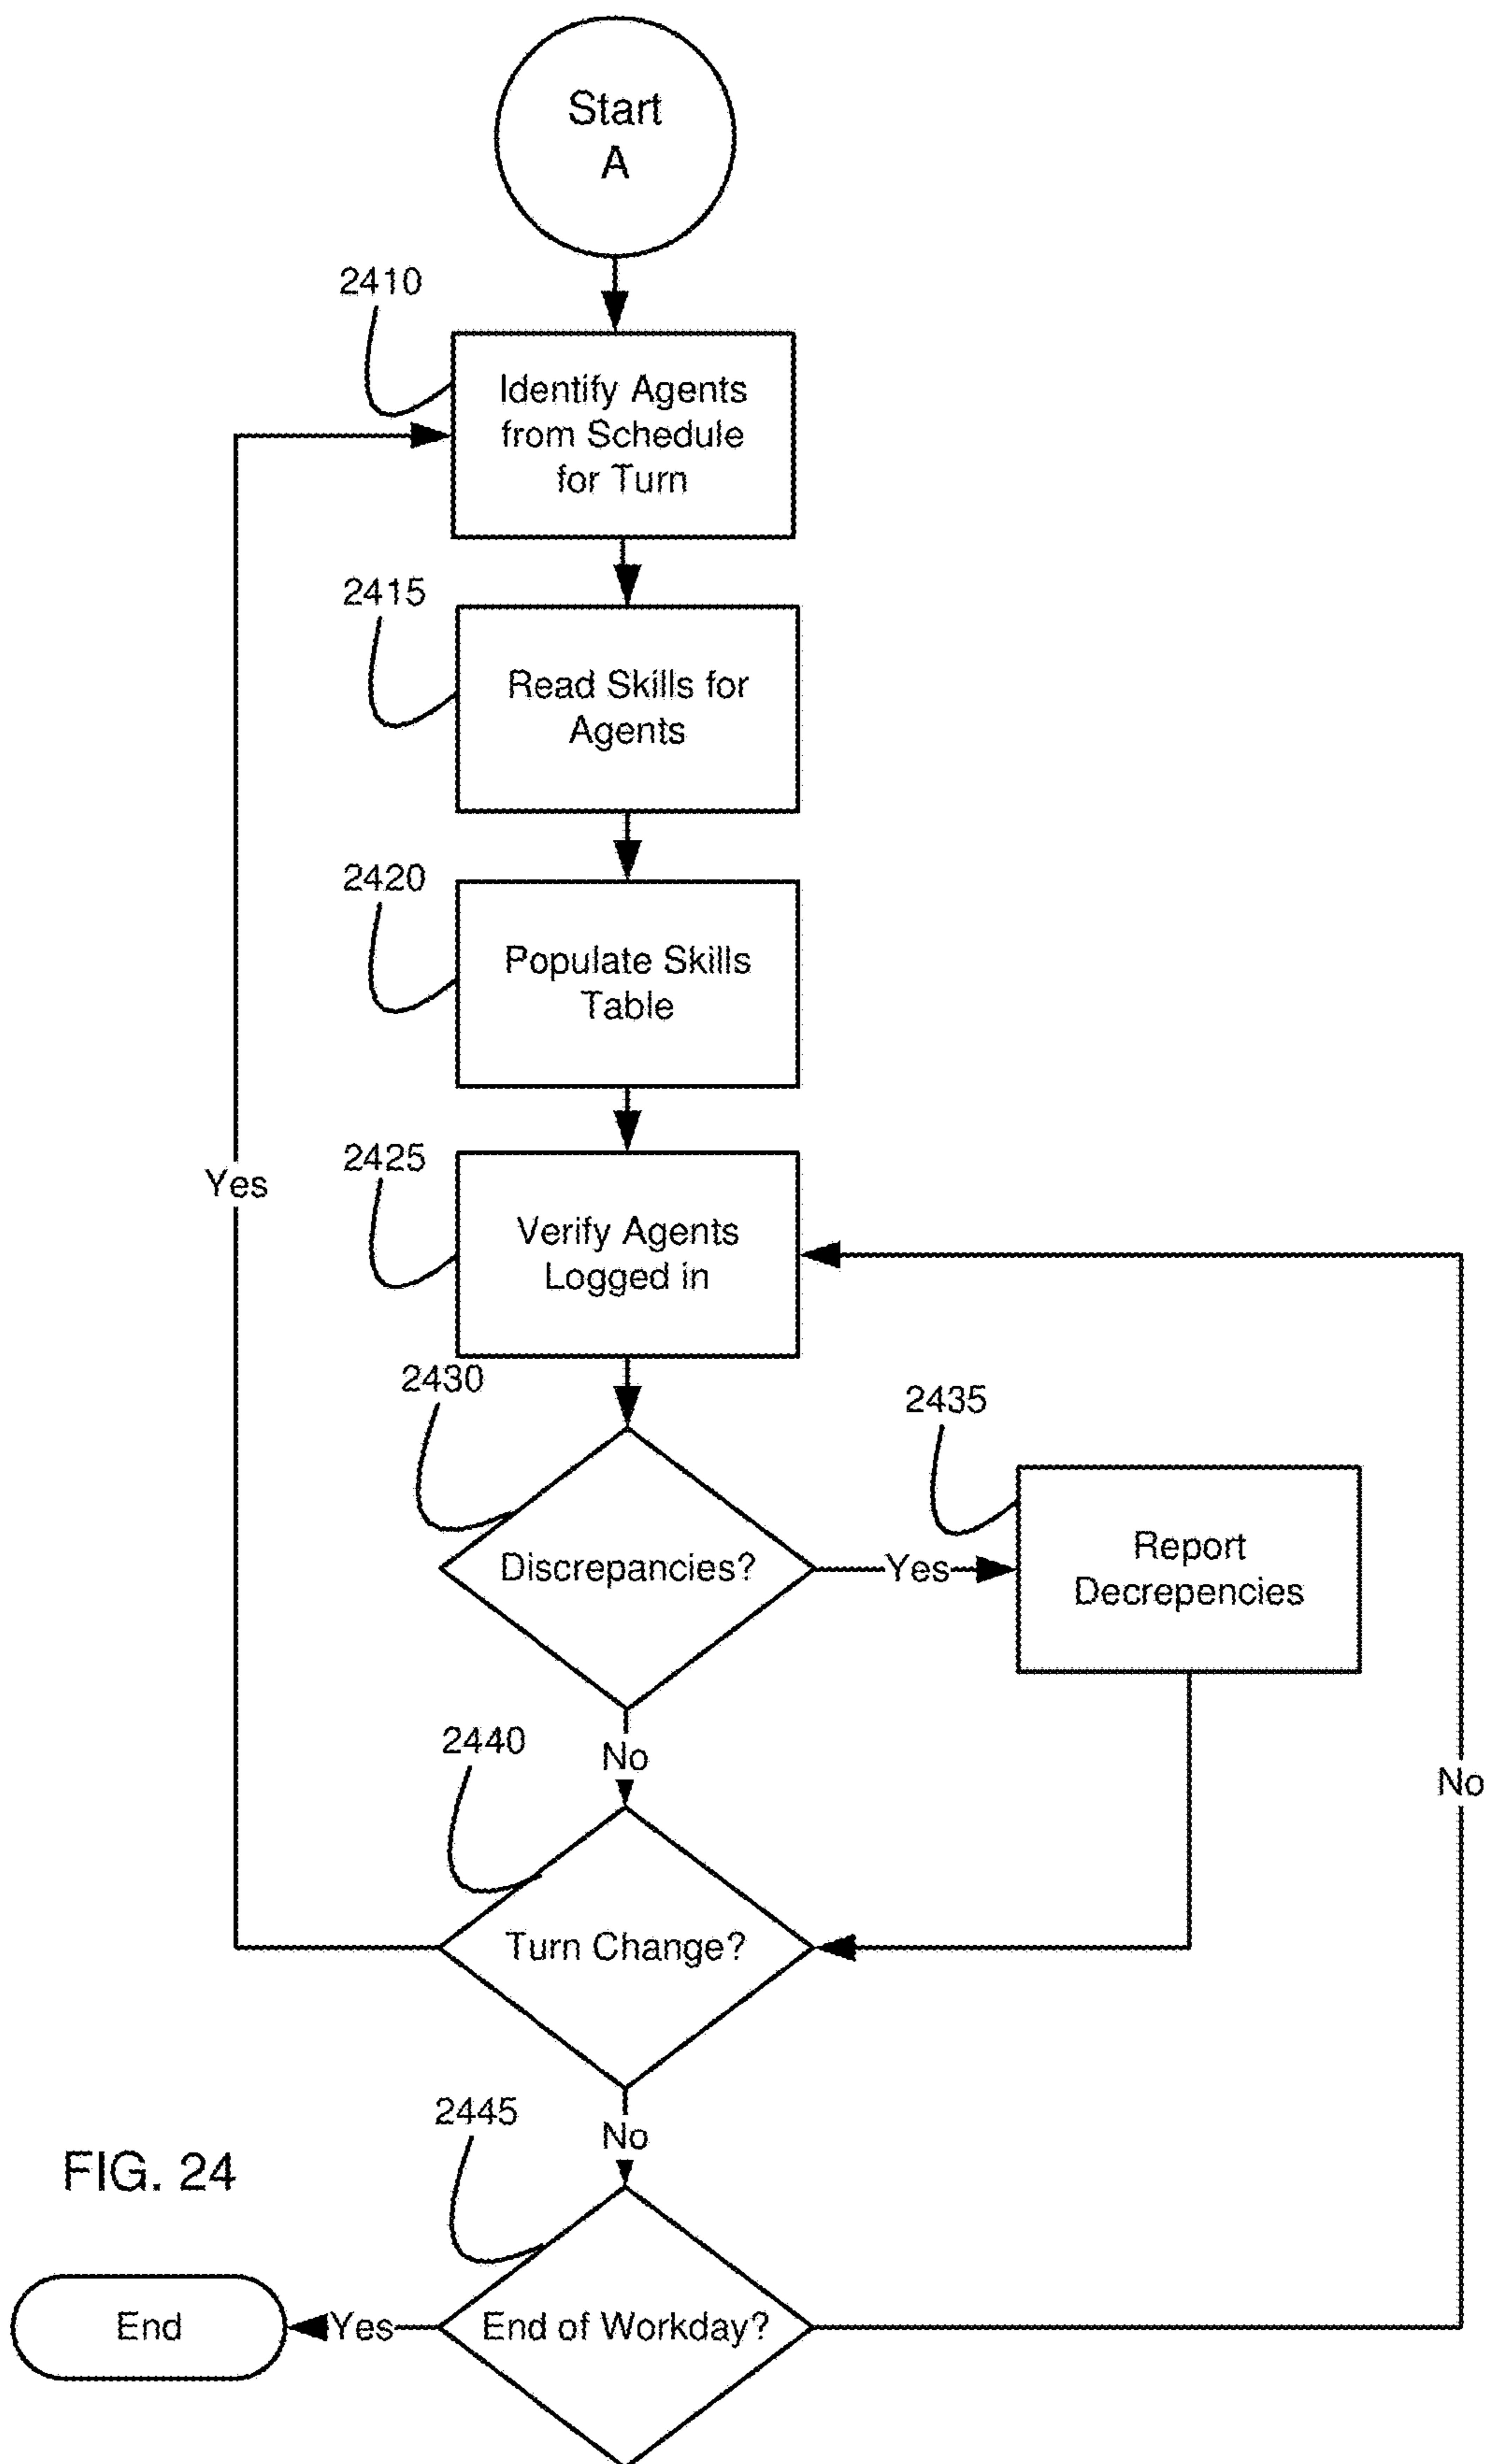 Start
A
2410
Identify Agents
from Schedule
for Turn
2415
Read Skills for
Agents
2420
Populate Skills
Table
Yes
2425
Verify Agents
Logged in
2430
Discrepancies?
Yes
2435
Report
Decrepencies
No
2440
Turn Change?
No
No
2445
End of Workday?
Yes
End
FIG. 24